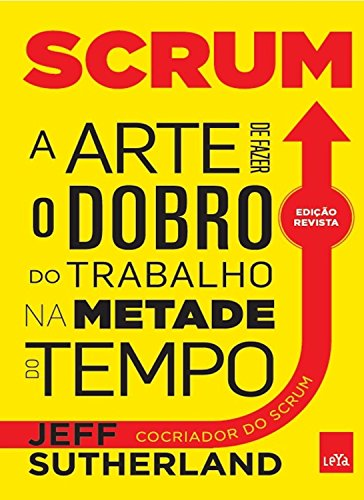 SCRUM
A ARTE DE FAZER
O DOBRO
DO TRABALHO
NA METADE
DO TEMPO
EDIÇÃO
REVISTA
JEFF
SUTHERLAND
COCRIADOR DO SCRUM
LeYa